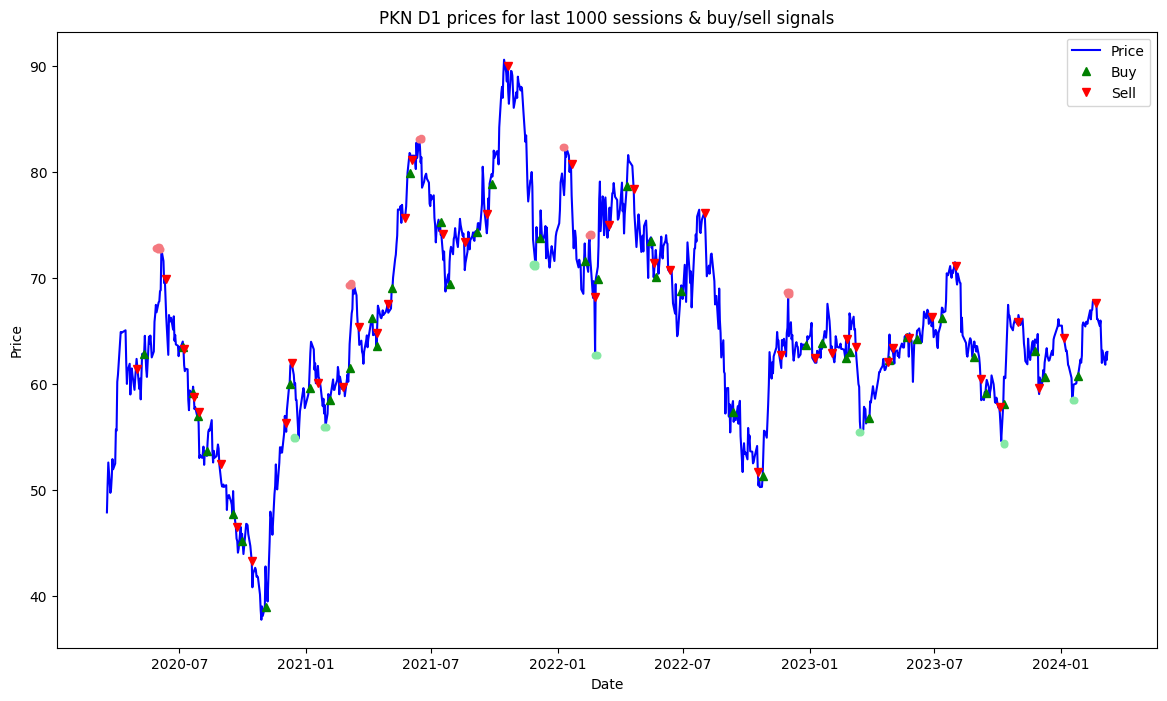 PKN D1 prices for last 1000 sessions & buy/sell signals
Price
Buy
Sell
90
80
70
60
50
40
Price
2020-07
2021-01
2021-07
2022-01
2022-07
2023-01
2023-07
2024-01
Date